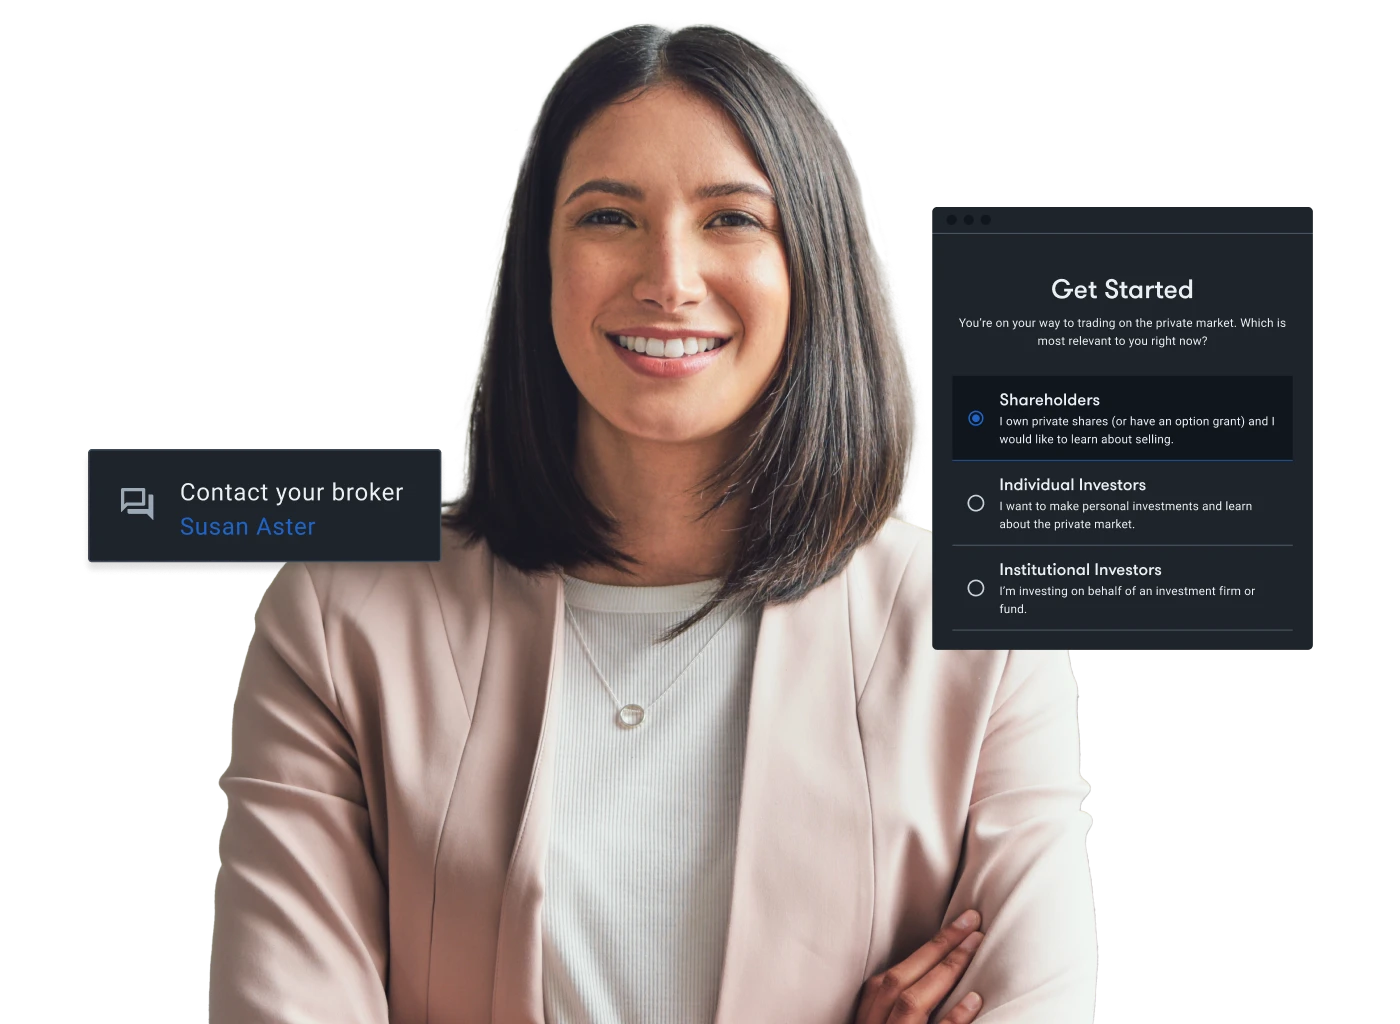 Contact your broker
Susan Aster
Get Started
You're on your way to trading on the private market. Which is
most relevant to you right now?
Shareholders
I own private shares (or have an option grant) and I
would like to learn about selling.
Individual Investors
I want to make personal investments and learn
about the private market.
Institutional Investors
I'm investing on behalf of an investment firm or
fund.